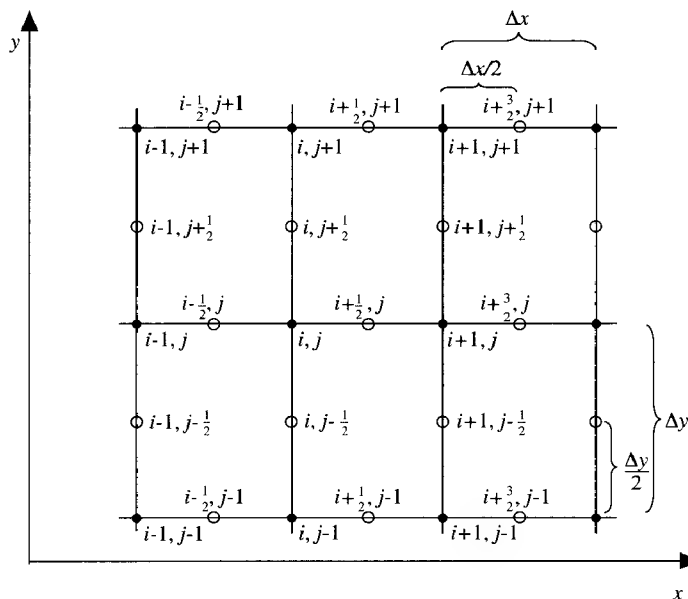 y
Δx
Δx/2
i-½, j+1
i+½, j+1
i+3/2, j+1
i-1, j+1
i, j+1
i+1, j+1
i-1, j+½
i, j+½
i+1, j+½
i-½, j
i+½, j
i+3/2, j
i-1, j
i, j
i+1, j
i-1, j-½
i, j-½
i+1, j-½
Δy
Δy/2
i-½, j-1
i+½, j-1
i+3/2, j-1
i-1, j-1
i, j-1
i+1, j-1
x